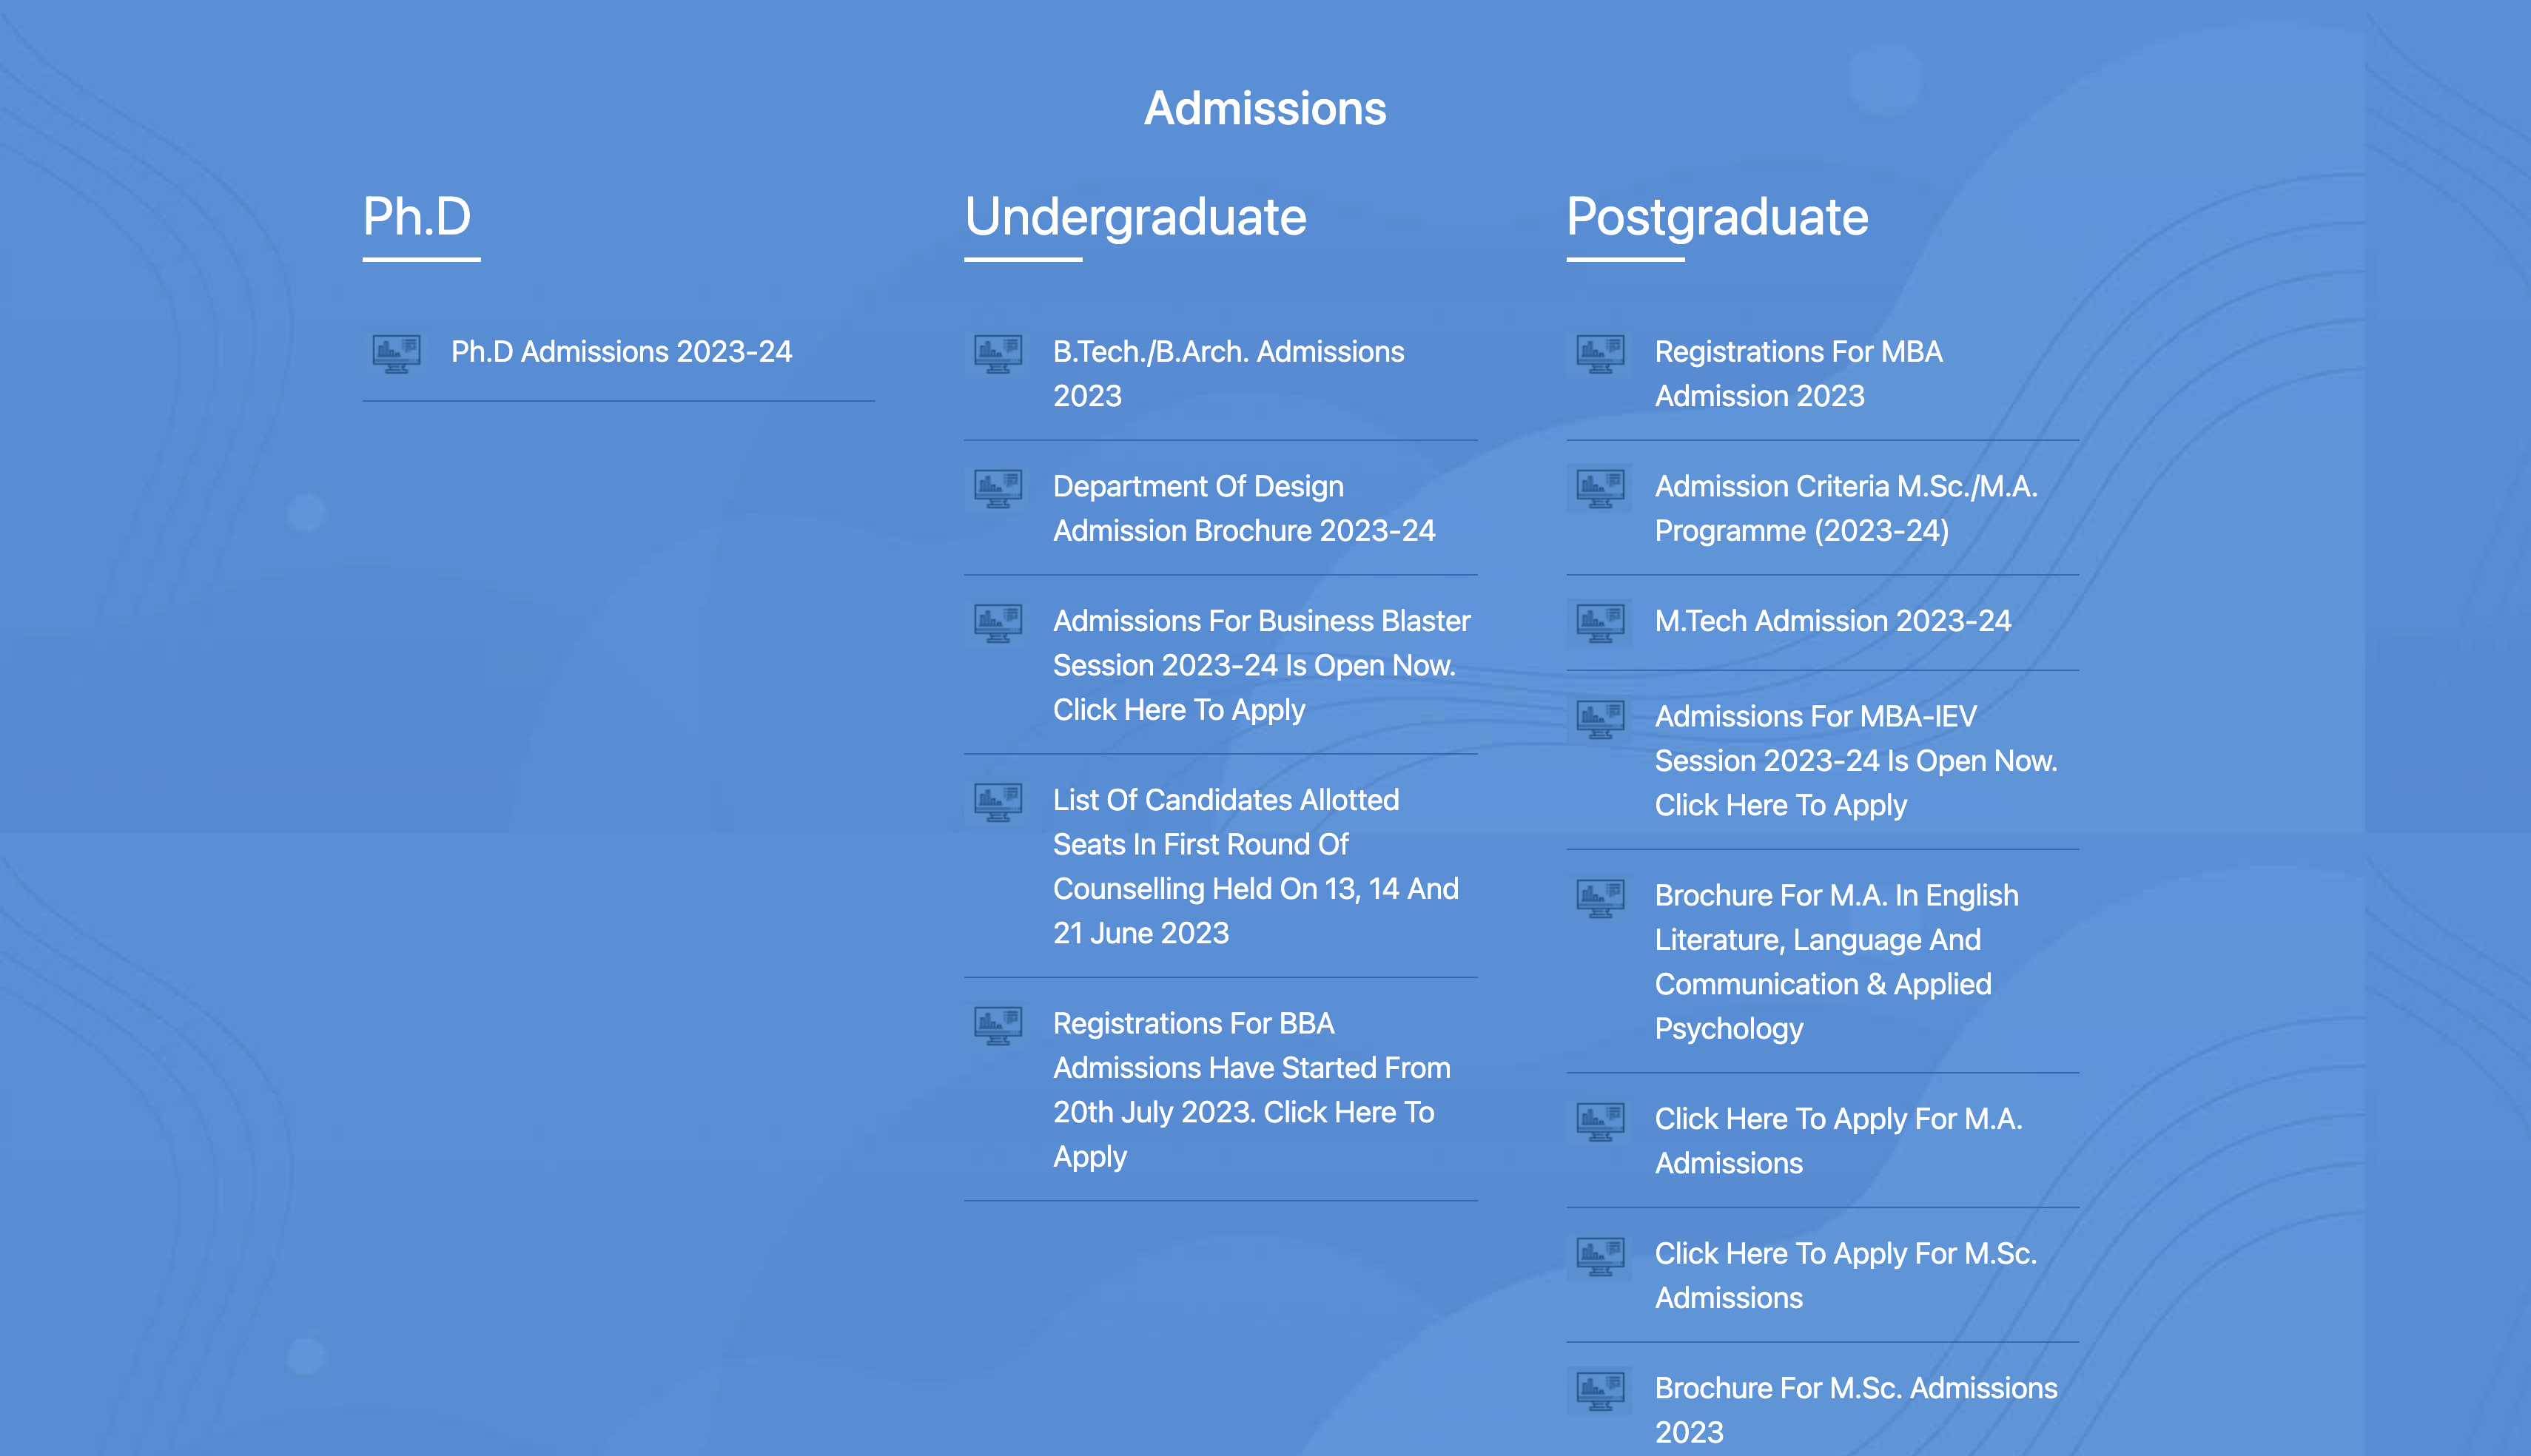 Admissions
Ph.D
Ph.D Admissions 2023-24
Undergraduate
B.Tech./B.Arch. Admissions
2023
Department Of Design
Admission Brochure 2023-24
Admissions For Business Blaster
Session 2023-24 Is Open Now.
Click Here To Apply
List Of Candidates Allotted
Seats In First Round Of
Counselling Held On 13, 14 And
21 June 2023
Registrations For BBA
Admissions Have Started From
20th July 2023. Click Here To
Apply
Postgraduate
Registrations For MBA
Admission 2023
Admission Criteria M.Sc./M.A.
Programme (2023-24)
M.Tech Admission 2023-24
Admissions For MBA-IEV
Session 2023-24 Is Open Now.
Click Here To Apply
Brochure For M.A. In English
Literature, Language And
Communication & Applied
Psychology
Click Here To Apply For M.A.
Admissions
Click Here To Apply For M.Sc.
Admissions
Brochure For M.Sc. Admissions
2023